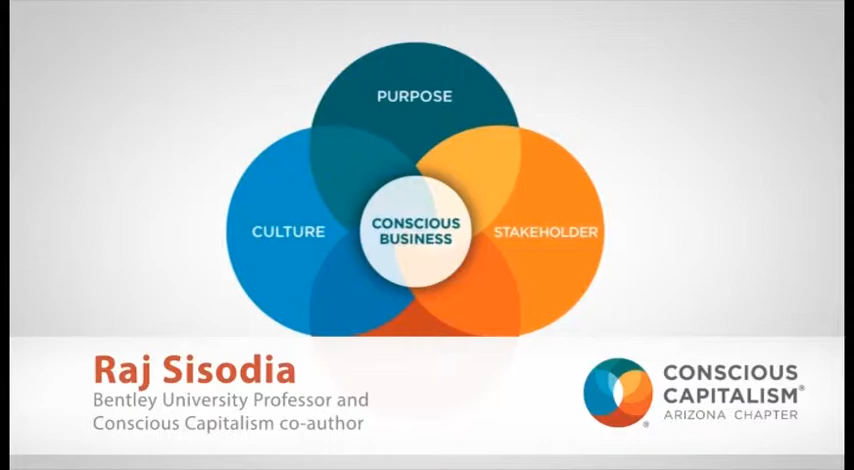 PURPOSE
CULTURE
CONSCIOUS
BUSINESS
STAKEHOLDER
Raj Sisodia
Bentley University Professor and
Conscious Capitalism co-author
CONSCIOUS
CAPITALISM®
ARIZONA CHAPTER
®